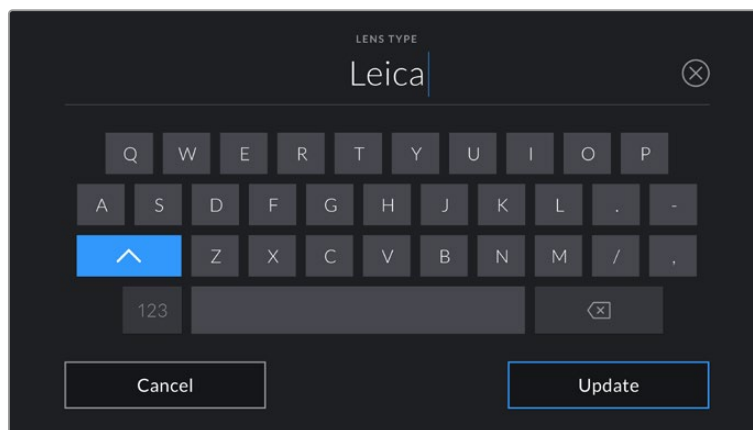 LENS TYPE
Leica
Q W E R T Y U I O P
A S D F G H J K L . -
Z X C V B N M / ,
123
Cancel Update